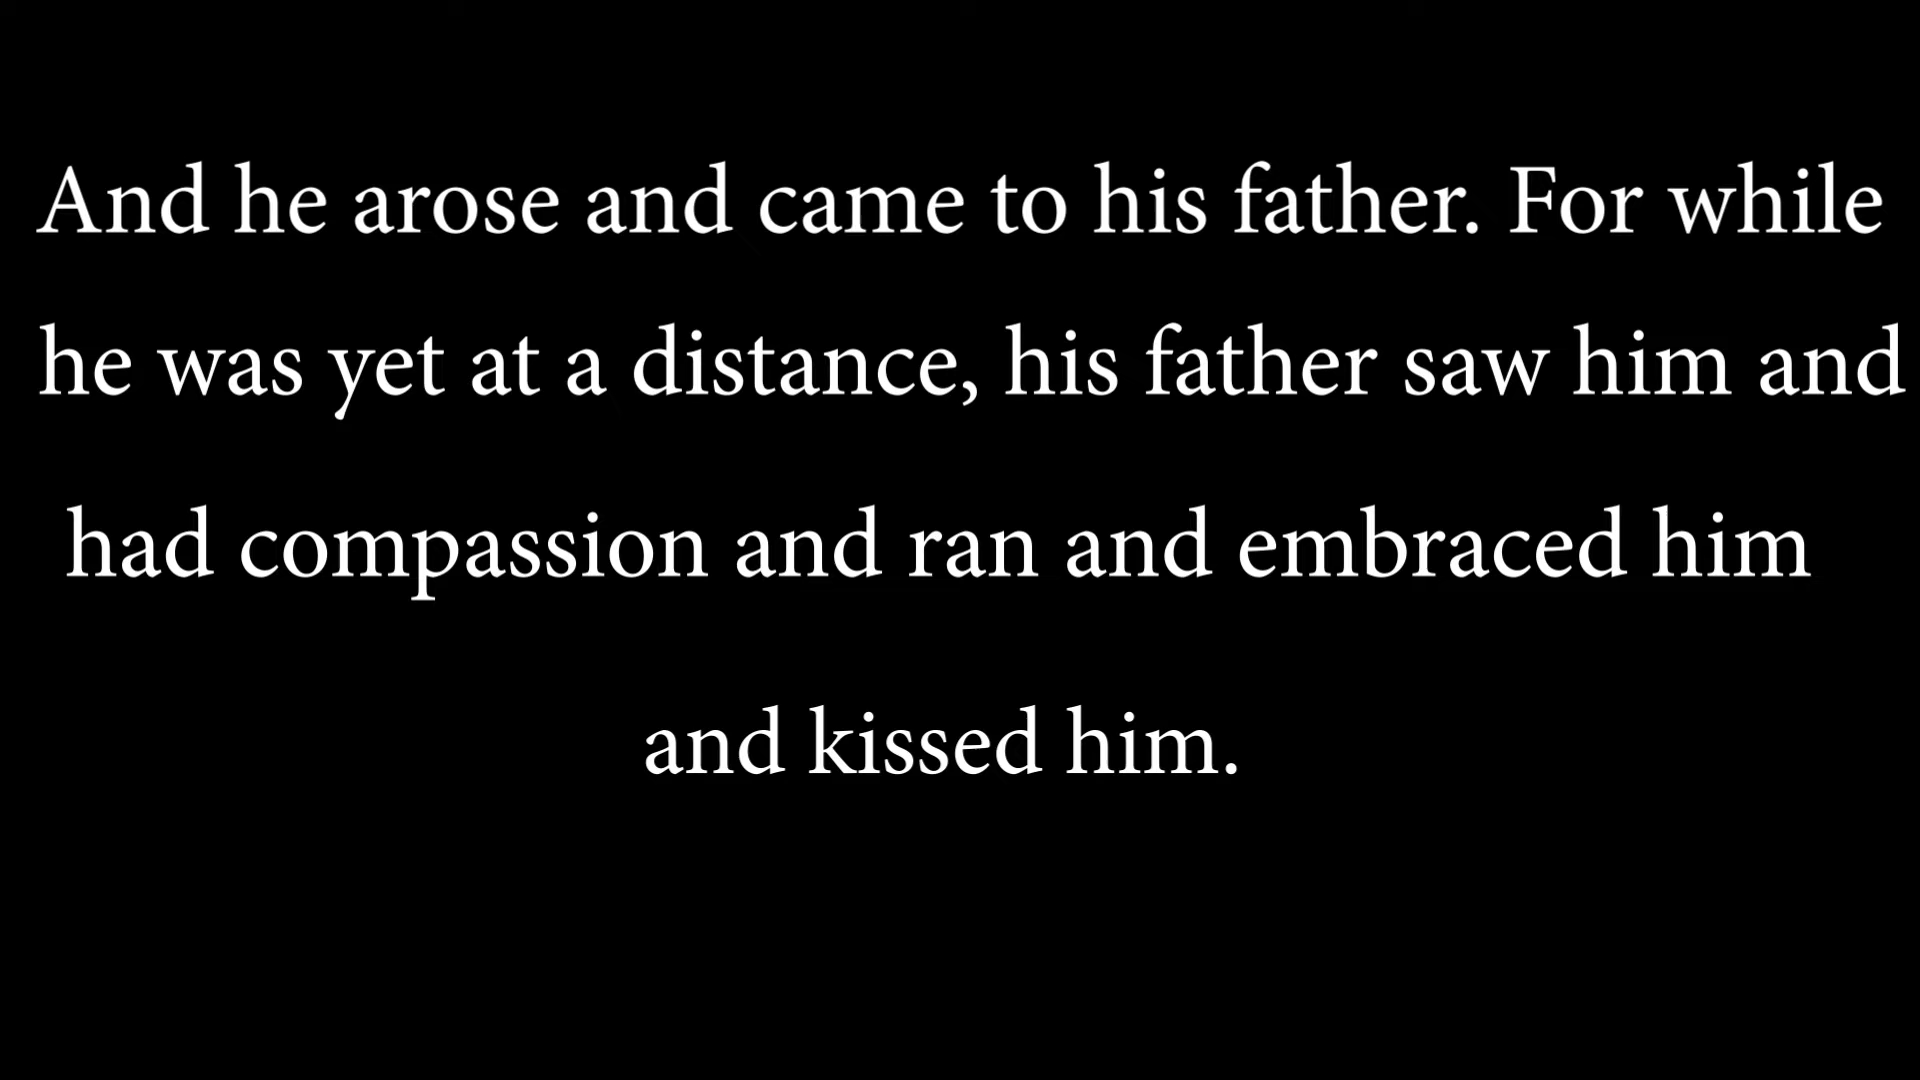 And he arose and came to his father. For while
he was yet at a distance, his father saw him and
had compassion and ran and embraced him
and kissed him.